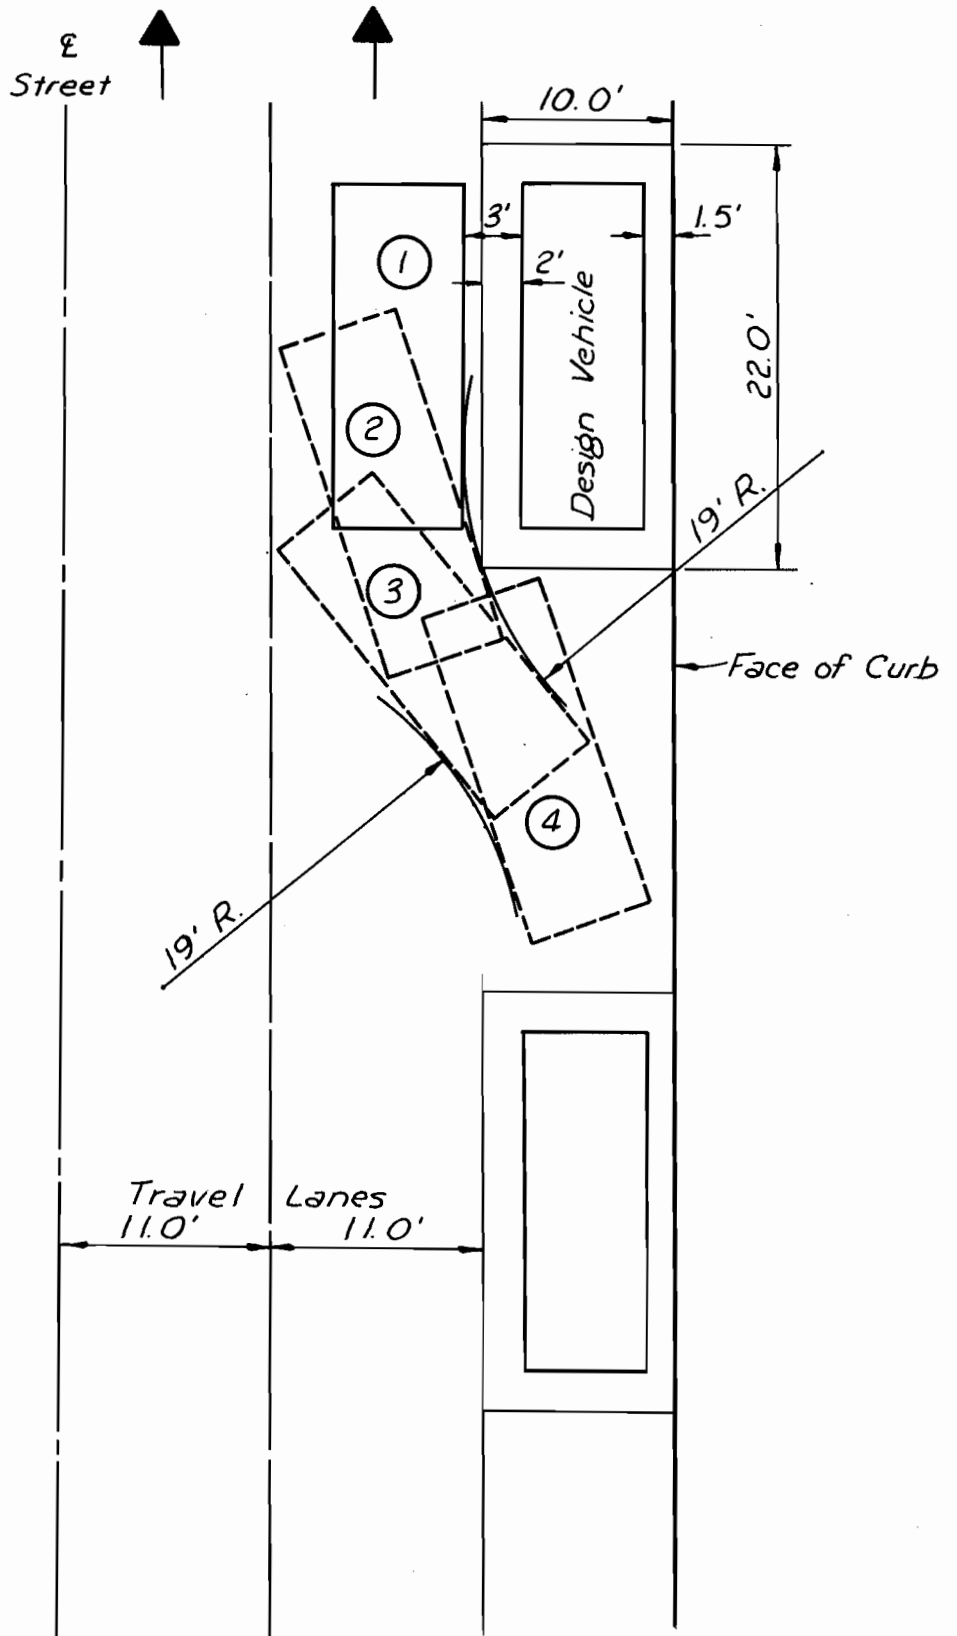 ℄
Street
10.0'
3'
1.5'
2'
1
Design Vehicle
22.0'
2
19' R.
3
Face of Curb
4
19' R.
Travel Lanes
11.0' 11.0'